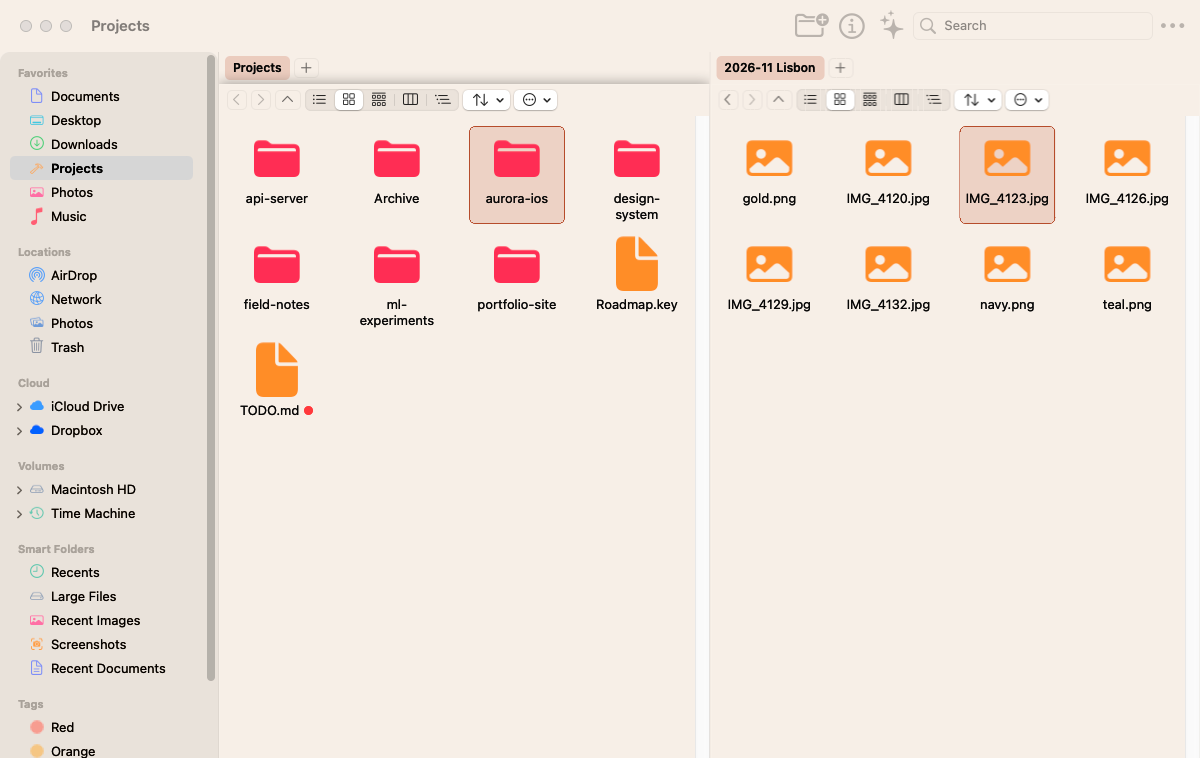 Projects
Search
Favorites
Documents
Desktop
Downloads
Projects
Photos
Music
Locations
AirDrop
Network
Photos
Trash
Cloud
iCloud Drive
Dropbox
Volumes
Macintosh HD
Time Machine
Smart Folders
Recents
Large Files
Recent Images
Screenshots
Recent Documents
Tags
Red
Orange
Projects
api-server
Archive
aurora-ios
design-
system
field-notes
ml-
experiments
portfolio-site
Roadmap.key
TODO.md
2026-11 Lisbon
gold.png
IMG_4120.jpg
IMG_4123.jpg
IMG_4126.jpg
IMG_4129.jpg
IMG_4132.jpg
navy.png
teal.png